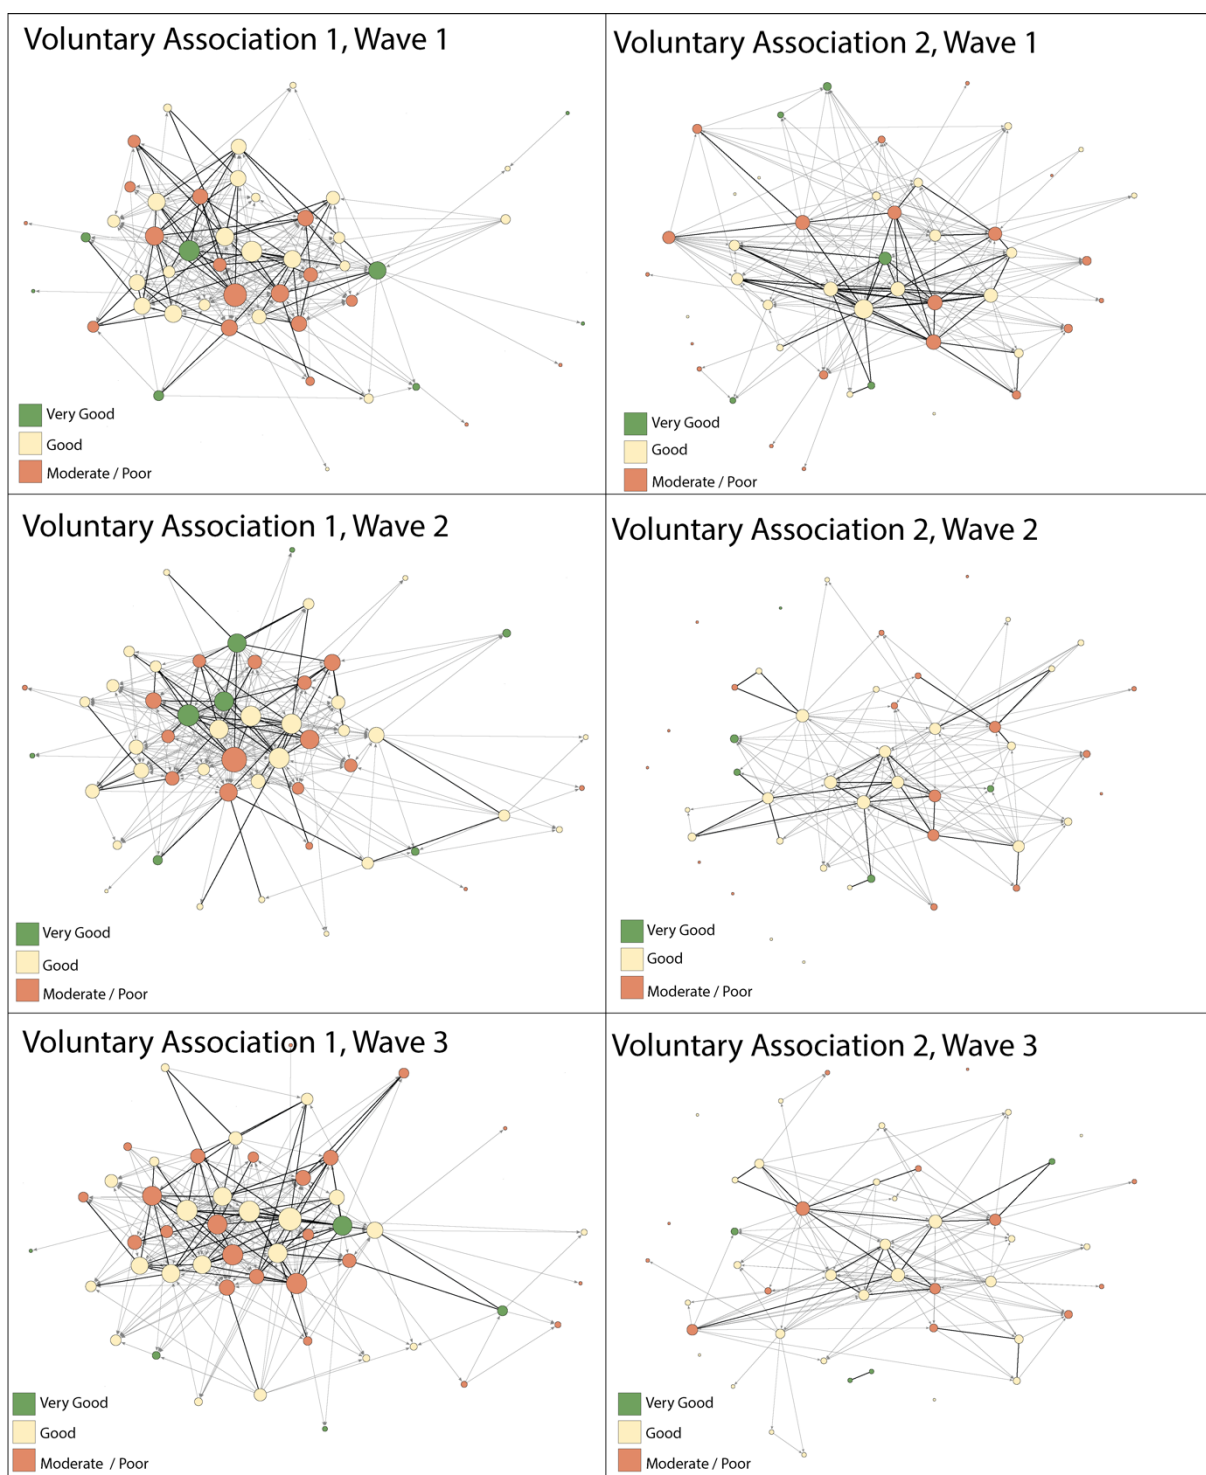 Voluntary Association 1, Wave 1
Very Good
Good
Moderate / Poor
Voluntary Association 2, Wave 1
Very Good
Good
Moderate / Poor
Voluntary Association 1, Wave 2
Very Good
Good
Moderate / Poor
Voluntary Association 2, Wave 2
Very Good
Good
Moderate / Poor
Voluntary Association 1, Wave 3
Very Good
Good
Moderate / Poor
Voluntary Association 2, Wave 3
Very Good
Good
Moderate / Poor